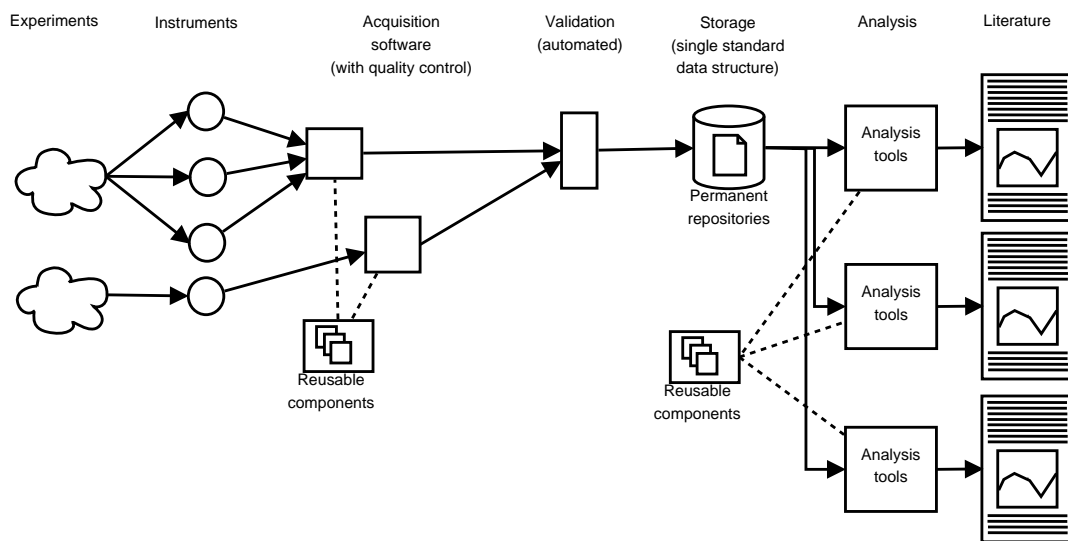 Experiments
Instruments
Acquisition
software
(with quality control)
Validation
(automated)
Storage
(single standard
data structure)
Analysis
Literature
Analysis
tools
Permanent
repositories
Analysis
tools
Reusable
components
Reusable
components
Analysis
tools